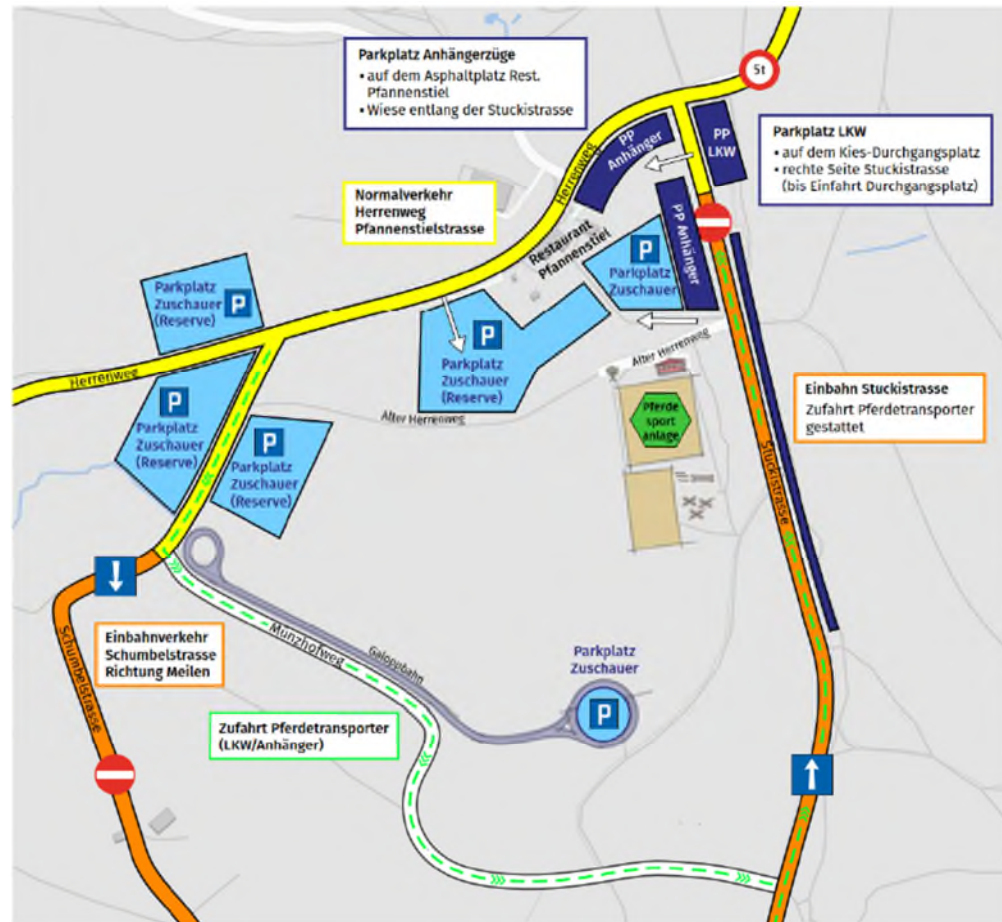 Parkplatz Anhängerzüge
• auf dem Asphaltplatz Rest.
Pfannenstiel
• Wiese entlang der Stuckistrasse
5t
Parkplatz LKW
• auf dem Kies-Durchgangsplatz
• rechte Seite Stuckistrasse
(bis Einfahrt Durchgangsplatz)
PP
Anhänger
PP
LKW
Herrenweg
Normalverkehr
Herrenweg
Pfannenstielstrasse
Restaurant
Pfannenstiel
PP Anhänger
P
Parkplatz
Zuschauer
Parkplatz
Zuschauer
(Reserve)
P
P
Parkplatz
Zuschauer
(Reserve)
Alter Herrenweg
Herrenweg
P
Parkplatz
Zuschauer
(Reserve)
Alter Herrenweg
P
Parkplatz
Zuschauer
(Reserve)
Pferde
sport
anlage
Einbahn Stuckistrasse
Zufahrt Pferdetransporter
gestattet
Stuckistrasse
Schumbelstrasse
Einbahnverkehr
Schumbelstrasse
Richtung Meilen
Münzhofweg
Galoppbahn
Parkplatz
Zuschauer
P
Zufahrt Pferdetransporter
(LKW/Anhänger)